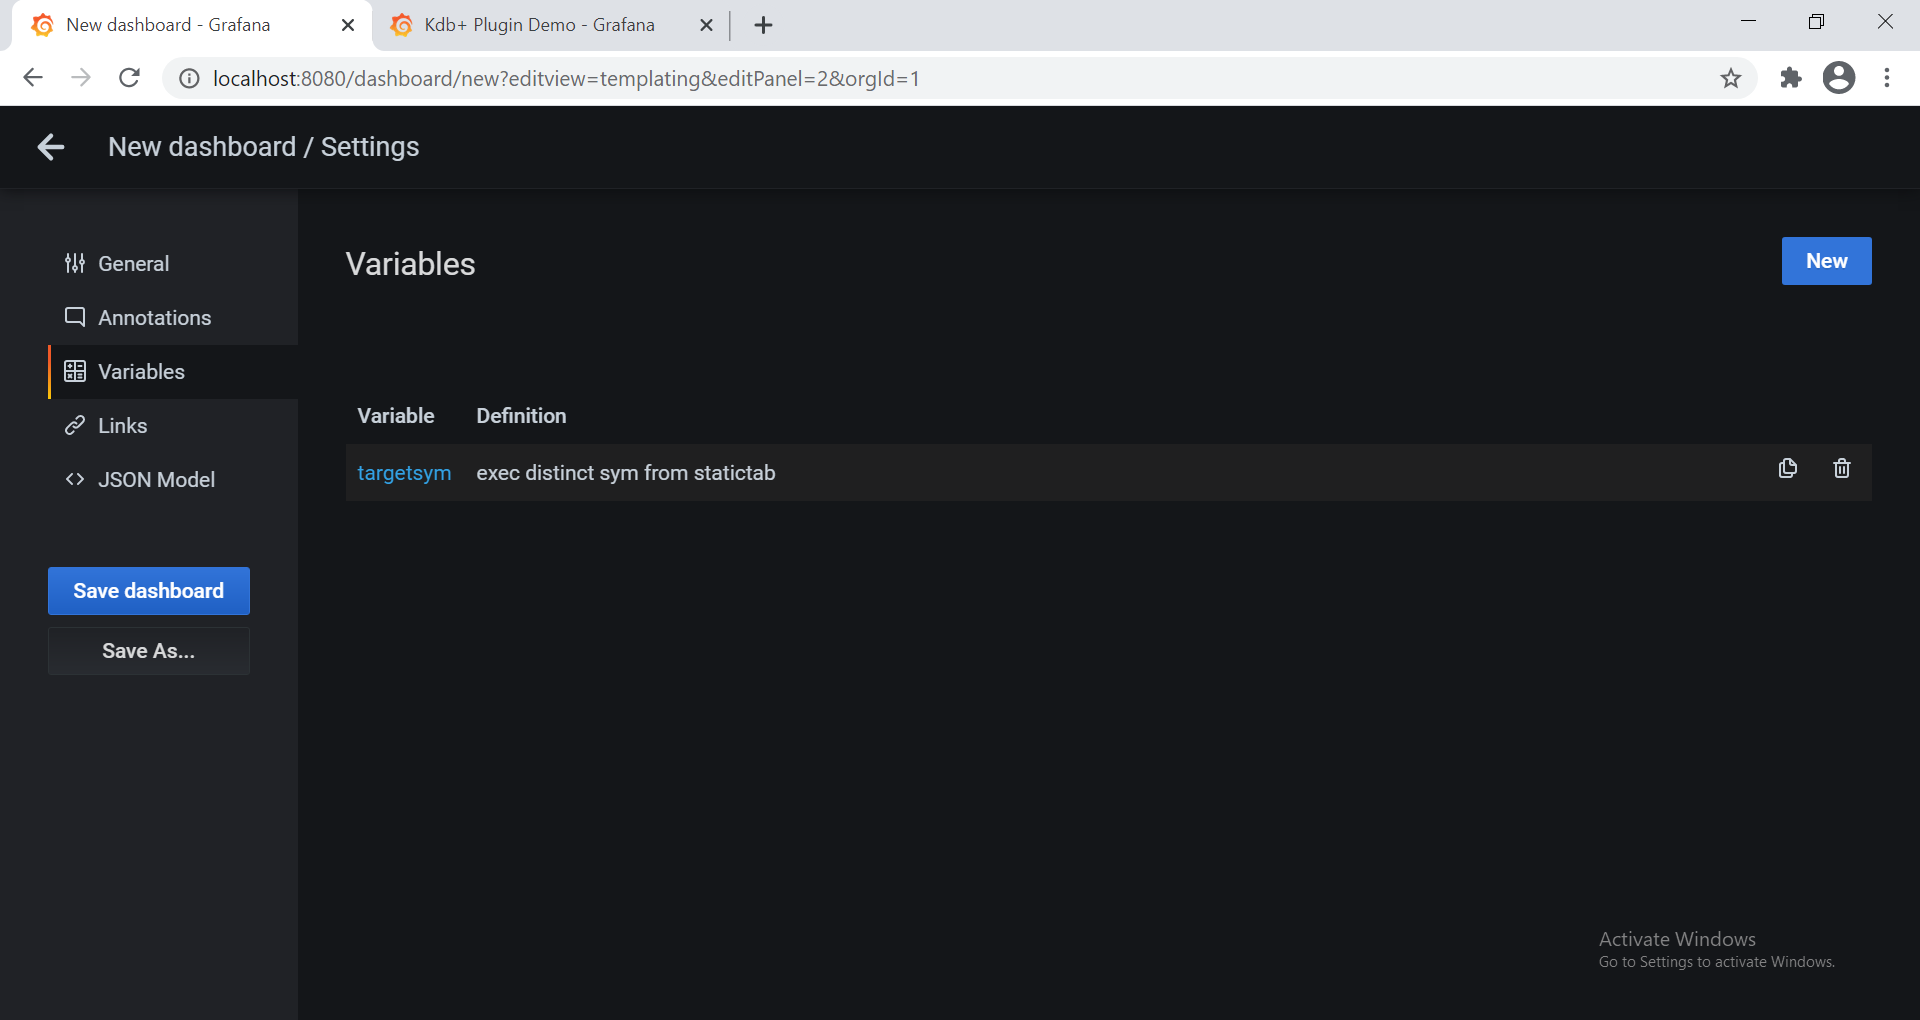 New dashboard - Grafana
Kdb+ Plugin Demo - Grafana
localhost:8080/dashboard/new?editview=templating&editPanel=2&orgId=1
New dashboard / Settings
General
Annotations
Variables
Links
JSON Model
Save dashboard
Save As...
Variables
New
Variable Definition
targetsym exec distinct sym from statictab
Activate Windows
Go to Settings to activate Windows.